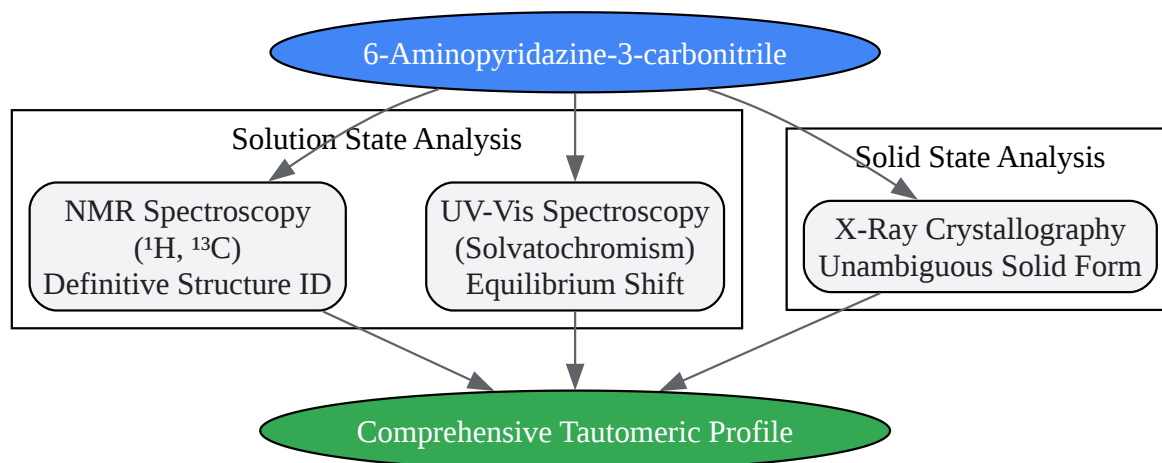 6-Aminopyridazine-3-carbonitrile
Solution State Analysis
Solid State Analysis
NMR Spectroscopy
(¹H, ¹³C)
Definitive Structure ID
UV-Vis Spectroscopy
(Solvatochromism)
Equilibrium Shift
X-Ray Crystallography
Unambiguous Solid Form
Comprehensive Tautomeric Profile